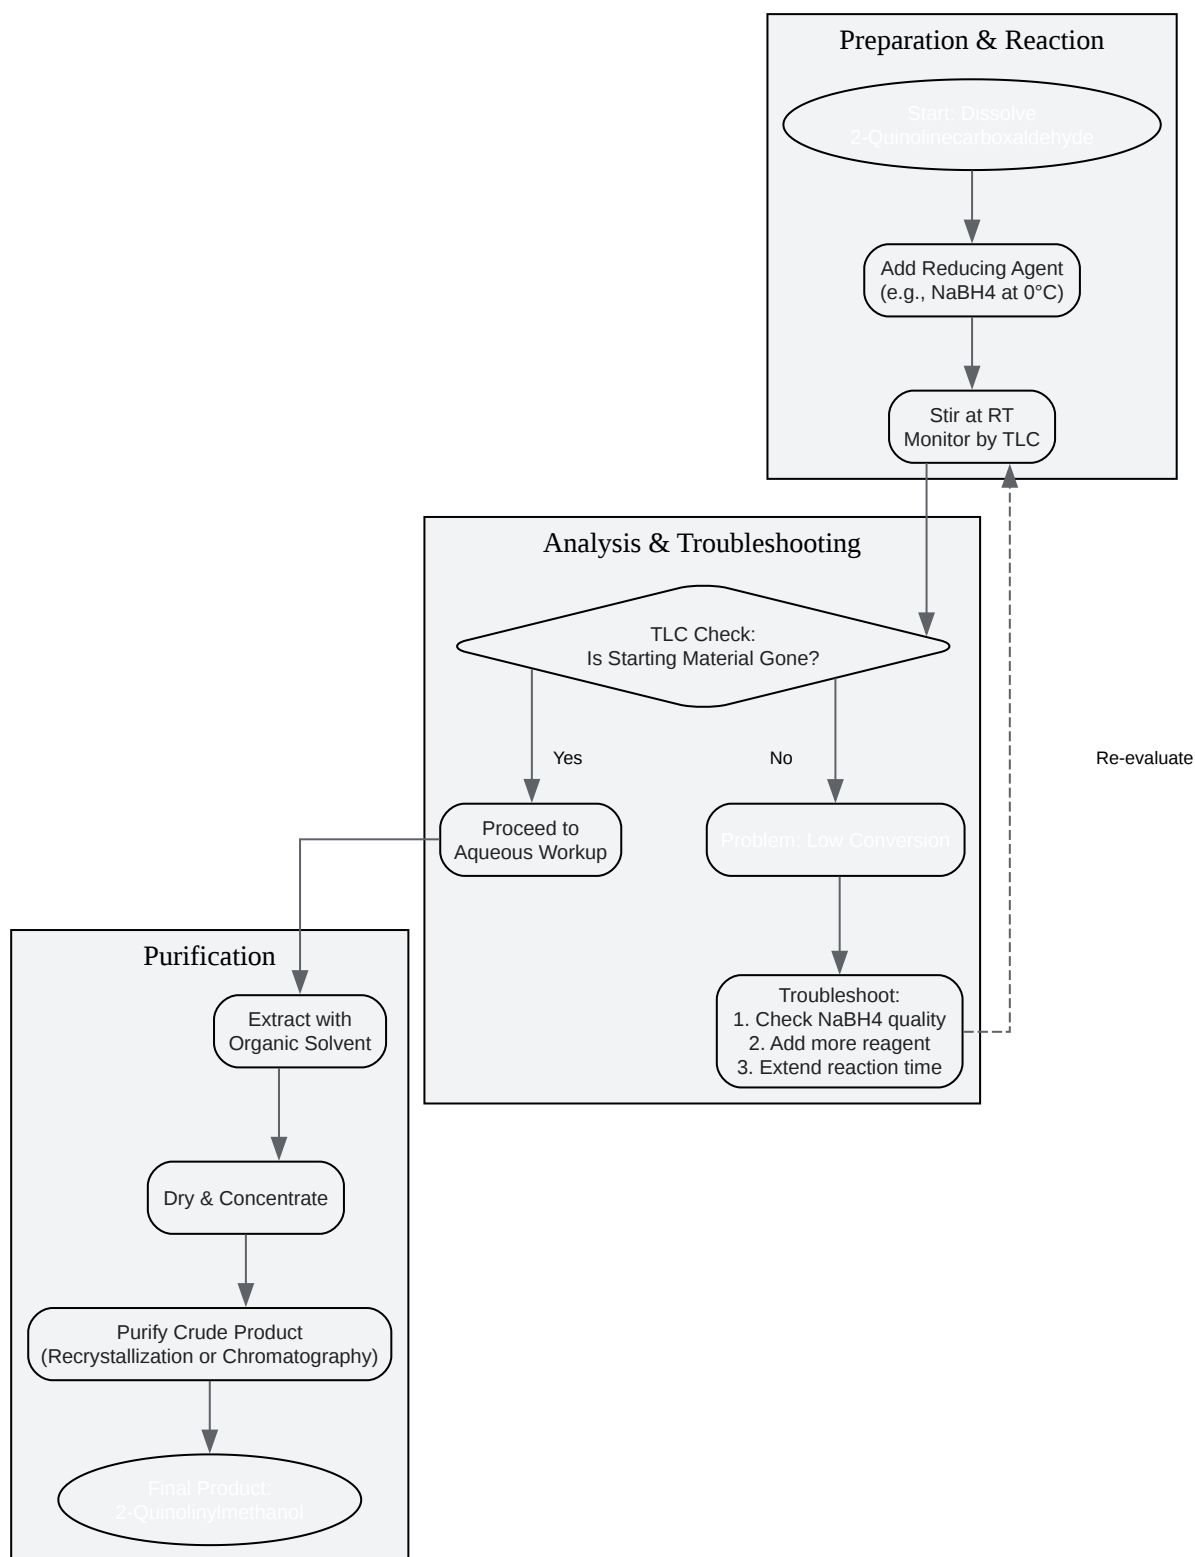 Preparation & Reaction
Start: Dissolve
2-Quinolinecarboxaldehyde
Add Reducing Agent
(e.g., NaBH4 at 0°C)
Stir at RT
Monitor by TLC
Analysis & Troubleshooting
TLC Check:
Is Starting Material Gone?
Yes
No
Re-evaluate
Proceed to
Aqueous Workup
Problem: Low Conversion
Troubleshoot:
1. Check NaBH4 quality
2. Add more reagent
3. Extend reaction time
Purification
Extract with
Organic Solvent
Dry & Concentrate
Purify Crude Product
(Recrystallization or Chromatography)
Final Product:
2-Quinolinylmethanol